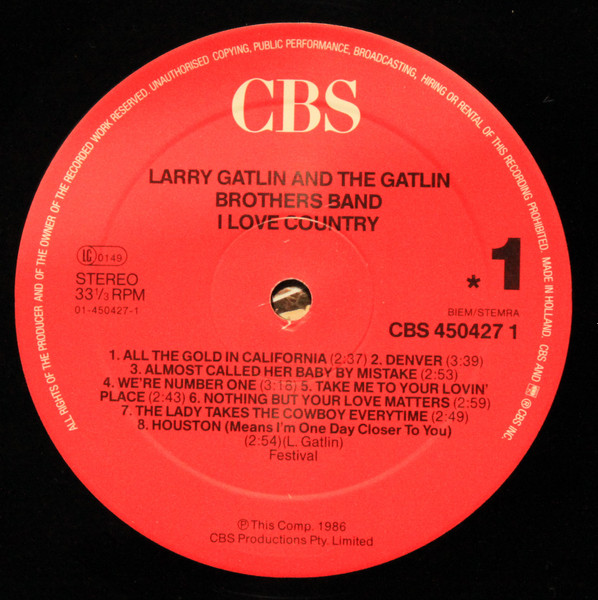 ALL RIGHTS OF THE PRODUCER AND OF THE OWNER OF THE RECORDED WORK RESERVED. UNAUTHORISED COPYING, PUBLIC PERFORMANCE, BROADCASTING, HIRING OR RENTAL OF THIS RECORDING PROHIBITED. MADE IN HOLLAND. CBS AND ® CBS INC.
CBS
LARRY GATLIN AND THE GATLIN
BROTHERS BAND
I LOVE COUNTRY
LC 0149
STEREO
33 1/3 RPM
01-450427-1
* 1
BIEM/STEMRA
CBS 450427 1
1. ALL THE GOLD IN CALIFORNIA (2:37) 2. DENVER (3:39)
3. ALMOST CALLED HER BABY BY MISTAKE (2:53)
4. WE'RE NUMBER ONE (3:16) 5. TAKE ME TO YOUR LOVIN'
PLACE (2:43) 6. NOTHING BUT YOUR LOVE MATTERS (2:59)
7. THE LADY TAKES THE COWBOY EVERYTIME (2:49)
8. HOUSTON (Means I'm One Day Closer To You)
(2:54)(L. Gatlin)
Festival
℗ This Comp. 1986
CBS Productions Pty. Limited